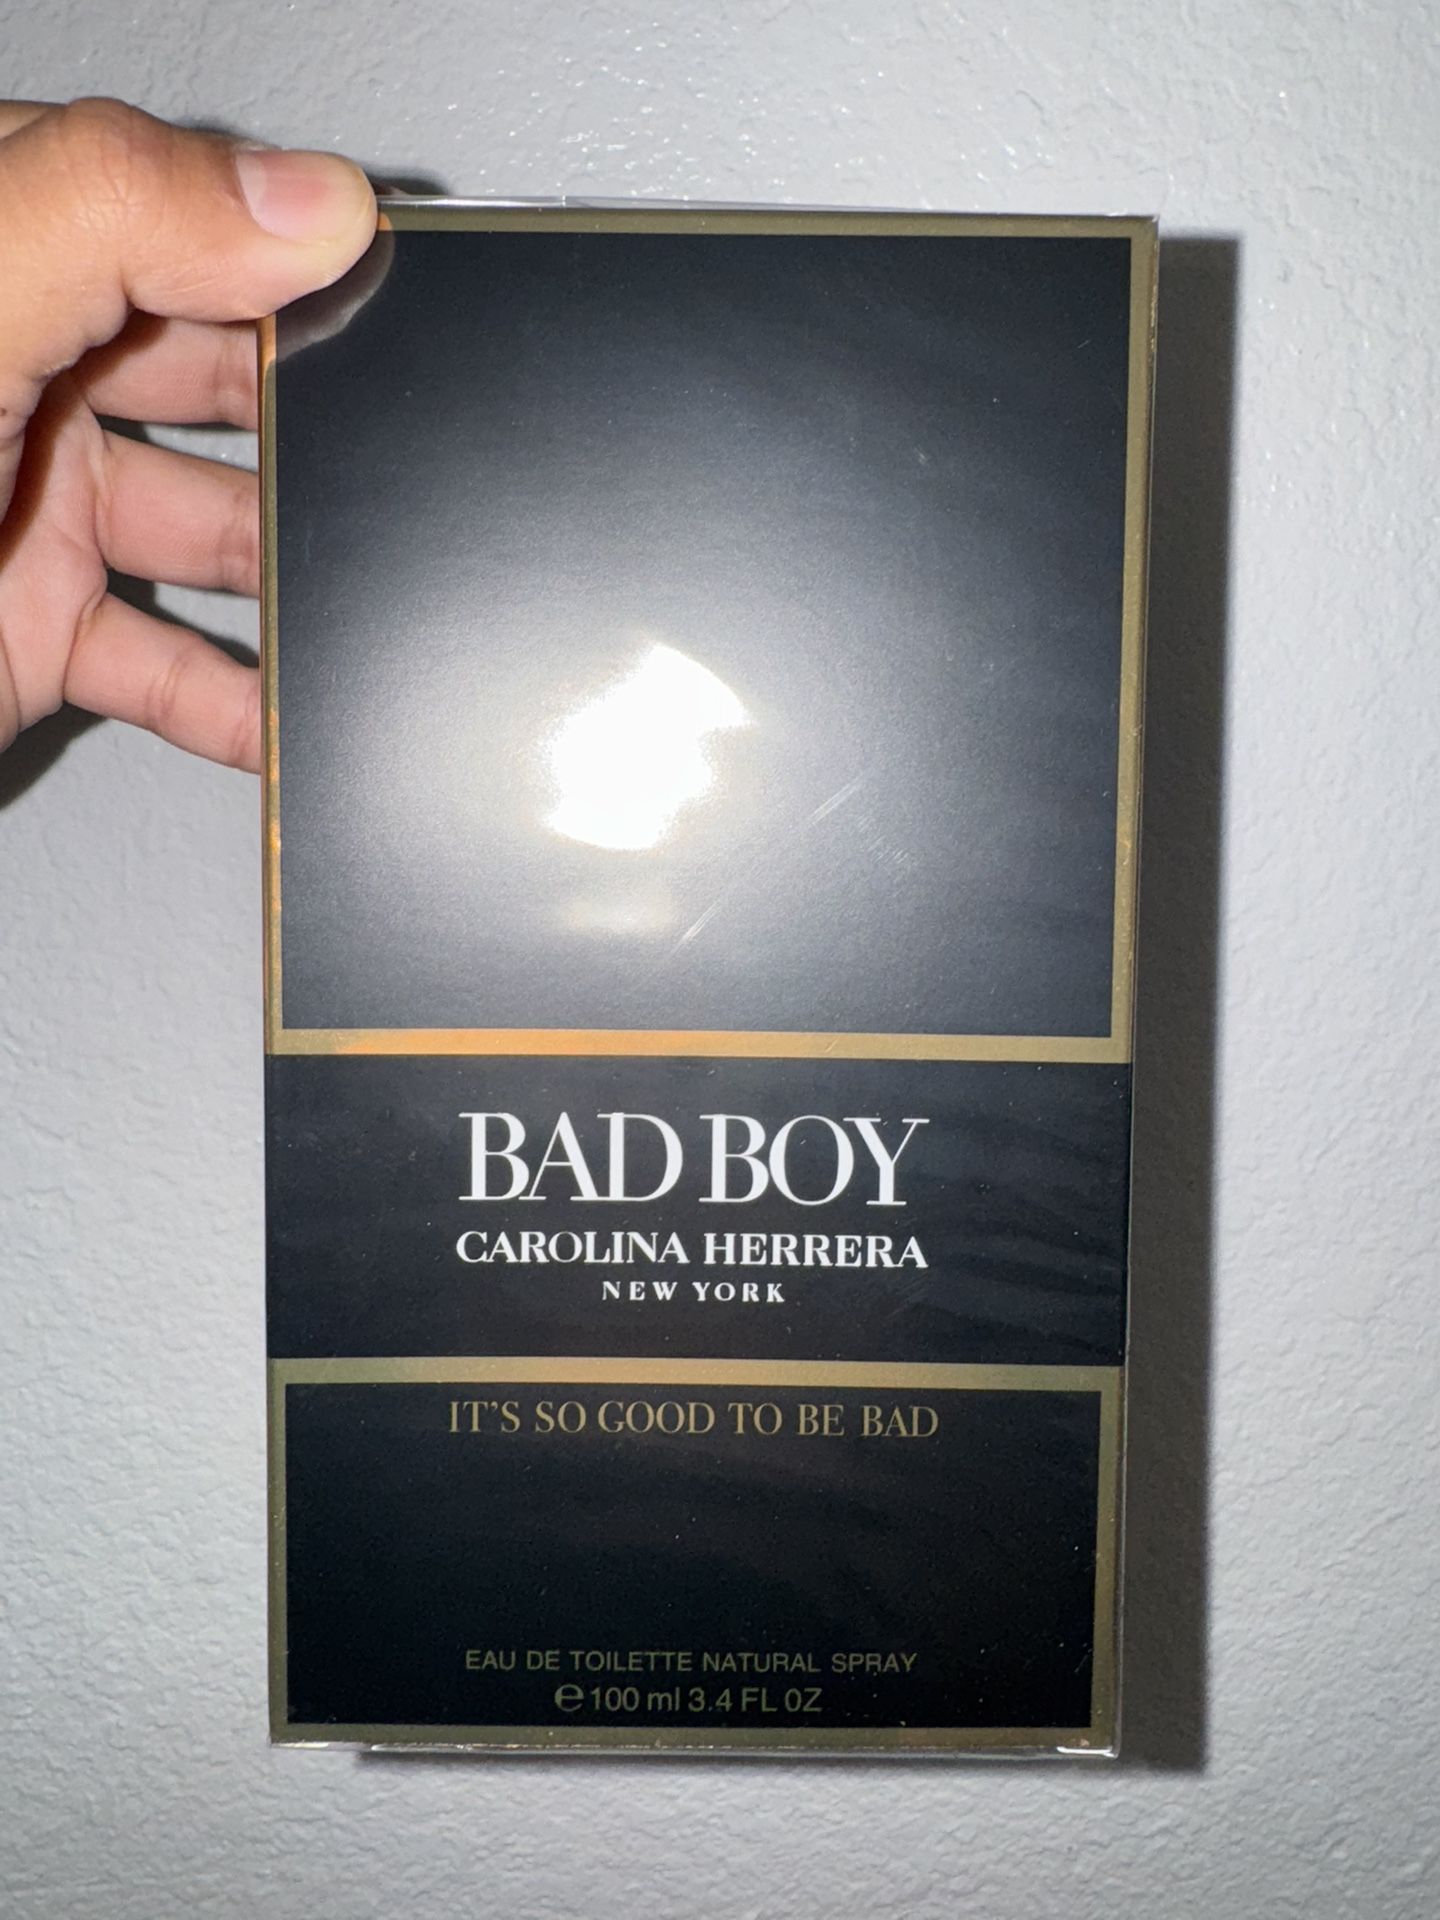 BAD BOY
CAROLINA HERRERA
NEW YORK
IT'S SO GOOD TO BE BAD
EAU DE TOILETTE NATURAL SPRAY
℮ 100 ml 3.4 FL OZ